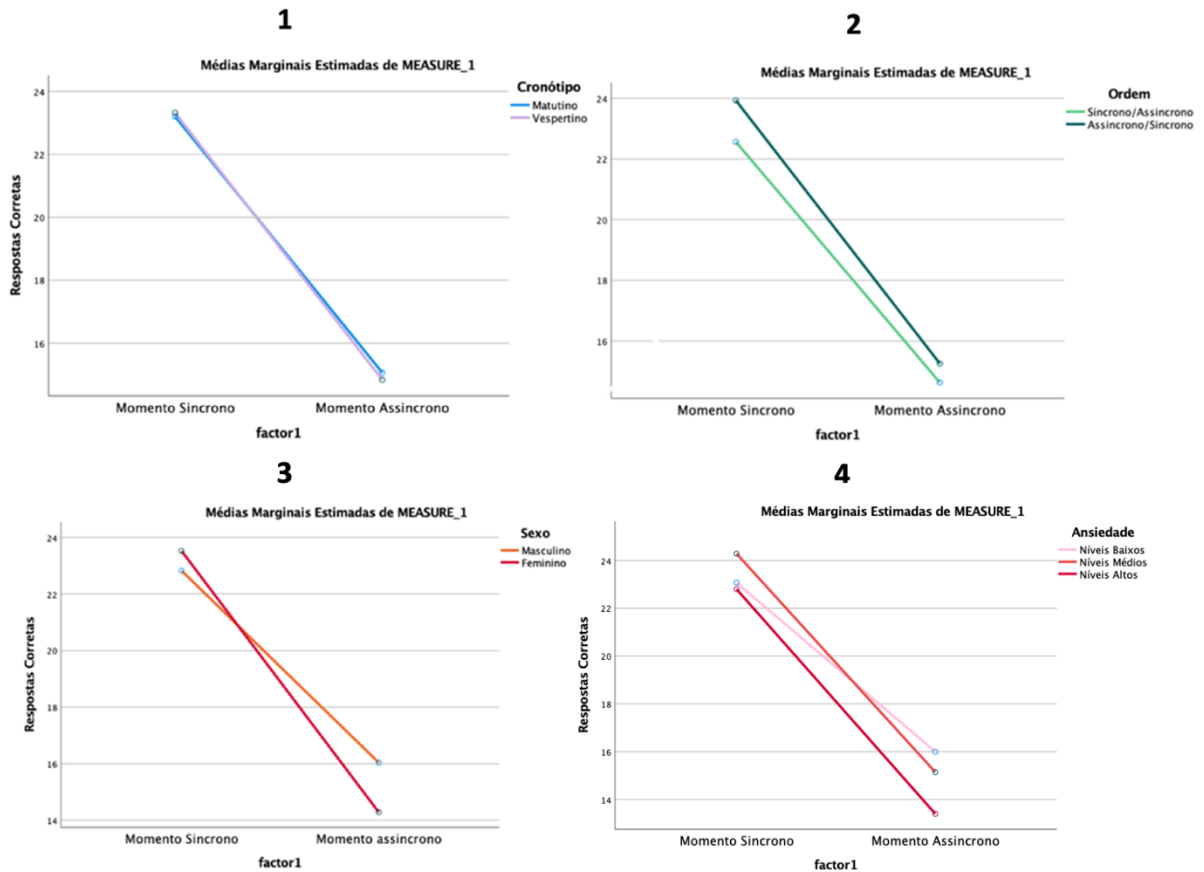 1
Médias Marginais Estimadas de MEASURE_1
Cronótipo
Matutino
Vespertino
Respostas Corretas
24
22
20
18
16
Momento Sincrono
Momento Assincrono
factor1
2
Médias Marginais Estimadas de MEASURE_1
Ordem
Sincrono/Assincrono
Assincrono/Sincrono
24
22
20
18
16
Momento Sincrono
Momento Assincrono
factor1
3
Médias Marginais Estimadas de MEASURE_1
Sexo
Masculino
Feminino
Respostas Corretas
24
22
20
18
16
14
Momento Sincrono
Momento assincrono
factor1
4
Médias Marginais Estimadas de MEASURE_1
Ansiedade
Níveis Baixos
Níveis Médios
Níveis Altos
Respostas Corretas
24
22
20
18
16
14
Momento Sincrono
Momento Assincrono
factor1